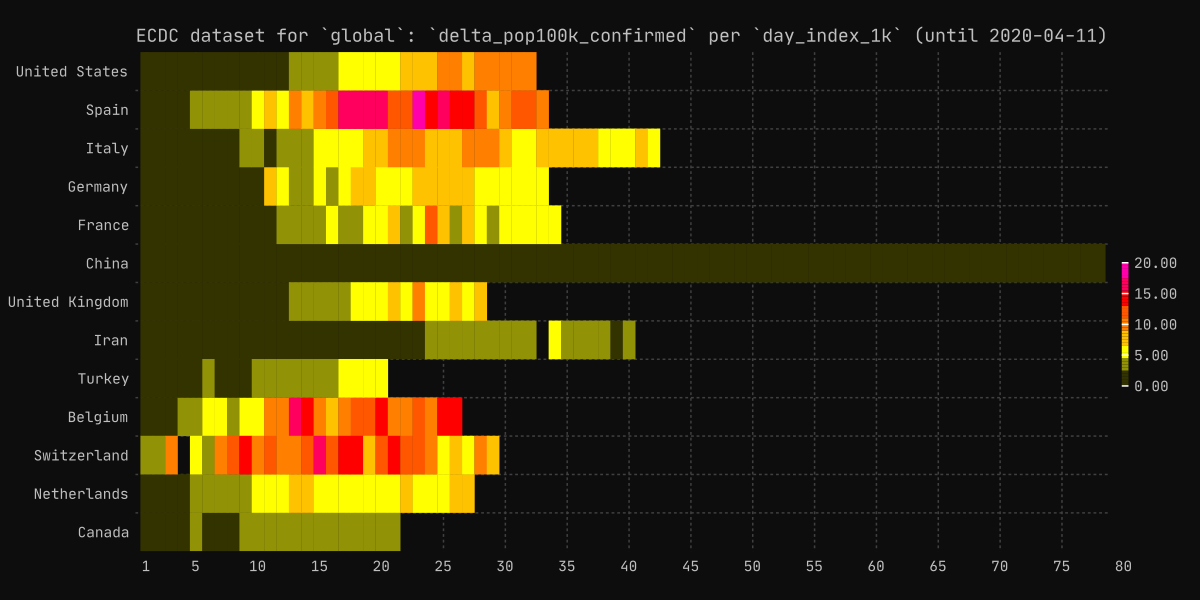 ECDC dataset for `global`: `delta_pop100k_confirmed` per `day_index_1k` (until 2020-04-11)
United States
Spain
Italy
Germany
France
China
United Kingdom
Iran
Turkey
Belgium
Switzerland
Netherlands
Canada
20.00
15.00
10.00
5.00
0.00
1 5 10 15 20 25 30 35 40 45 50 55 60 65 70 75 80